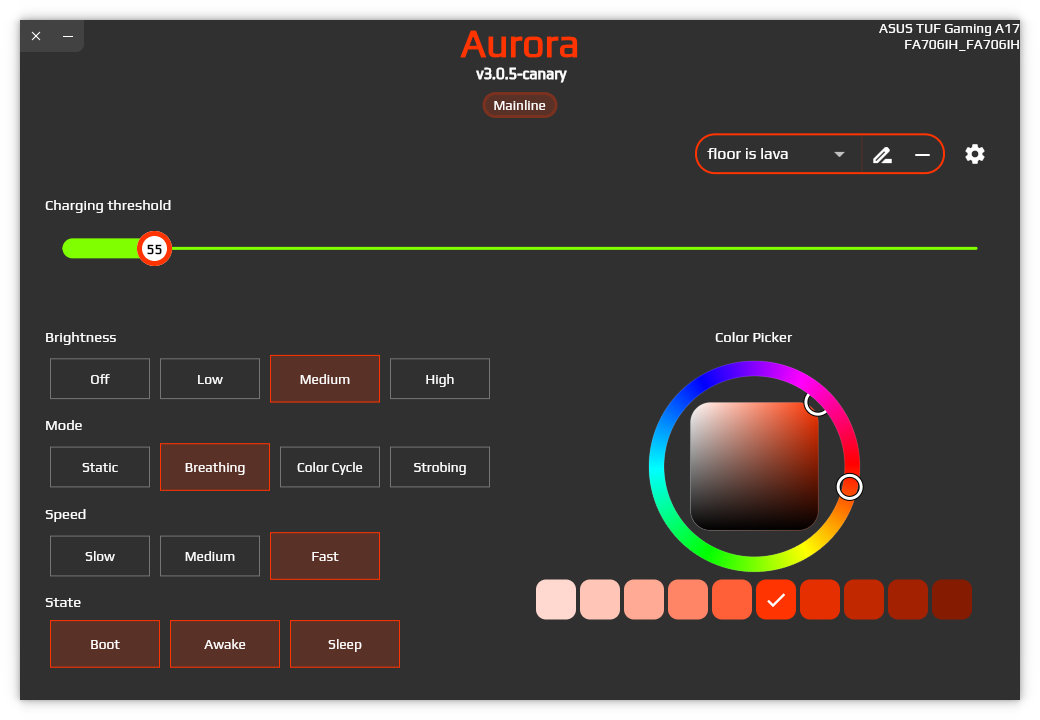 Aurora
v3.0.5-canary
Mainline
ASUS TUF Gaming A17
FA706IH_FA706IH
floor is lava
Charging threshold
55
Brightness
Off Low Medium High
Mode
Static Breathing Color Cycle Strobing
Speed
Slow Medium Fast
State
Boot Awake Sleep
Color Picker